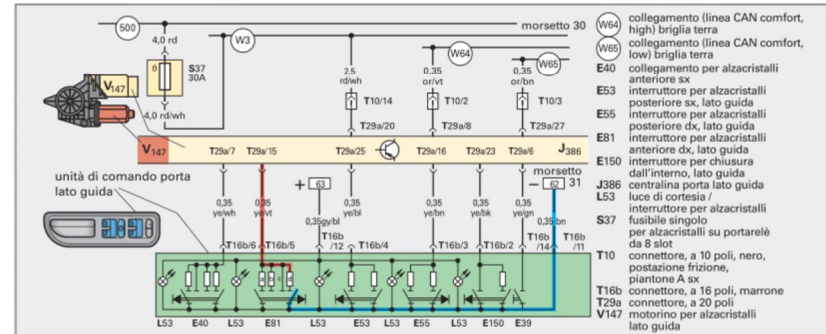 500
morsetto 30
W3
W64
W65
4,0 rd
S37
30A
4,0 rd/wh
2,5
rd/wh
0,35
or/vt
0,35
or/bn
T10/14
T10/2
T10/3
V147
T29a/20
T29a/8
T29a/27
V147
T29a/7
T29a/15
T29a/25
T29a/16
T29a/23
T29a/6
J386
morsetto
31
unità di comando porta
lato guida
+
63
-
62
0,35
ye/wh
0,35
ye/vt
0,35gy/bl
0,35
ye/bl
0,35
ye/bn
0,35
ye/bk
0,35
ye/gn
0,35 bn
T16b/6
T16b/5
T16b
/12
T16b/4
T16b/3
T16b/2
T16b
/14
T16b
/11
a b c d
L53
E40
L53
E81
L53
E53
L53
E55
L53
E150
E39
W64 collegamento (linea CAN comfort,
high) briglia terra
W65 collegamento (linea CAN comfort,
low) briglia terra
E40 collegamento per alzacristalli
anteriore sx
E53 interruttore per alzacristalli
posteriore sx, lato guida
E55 interruttore per alzacristalli
posteriore dx, lato guida
E81 interruttore per alzacristalli
anteriore dx, lato guida
E150 interruttore per chiusura
dall'interno, lato guida
J386 centralina porta lato guida
L53 luce di cortesia /
interruttore per alzacristalli
S37 fusibile singolo
per alzacristalli su portarelè
da 8 slot
T10 connettore, a 10 poli, nero,
postazione frizione,
piantone A sx
T16b connettore, a 16 poli, marrone
T29a connettore, a 20 poli
V147 motorino per alzacristalli
lato guida